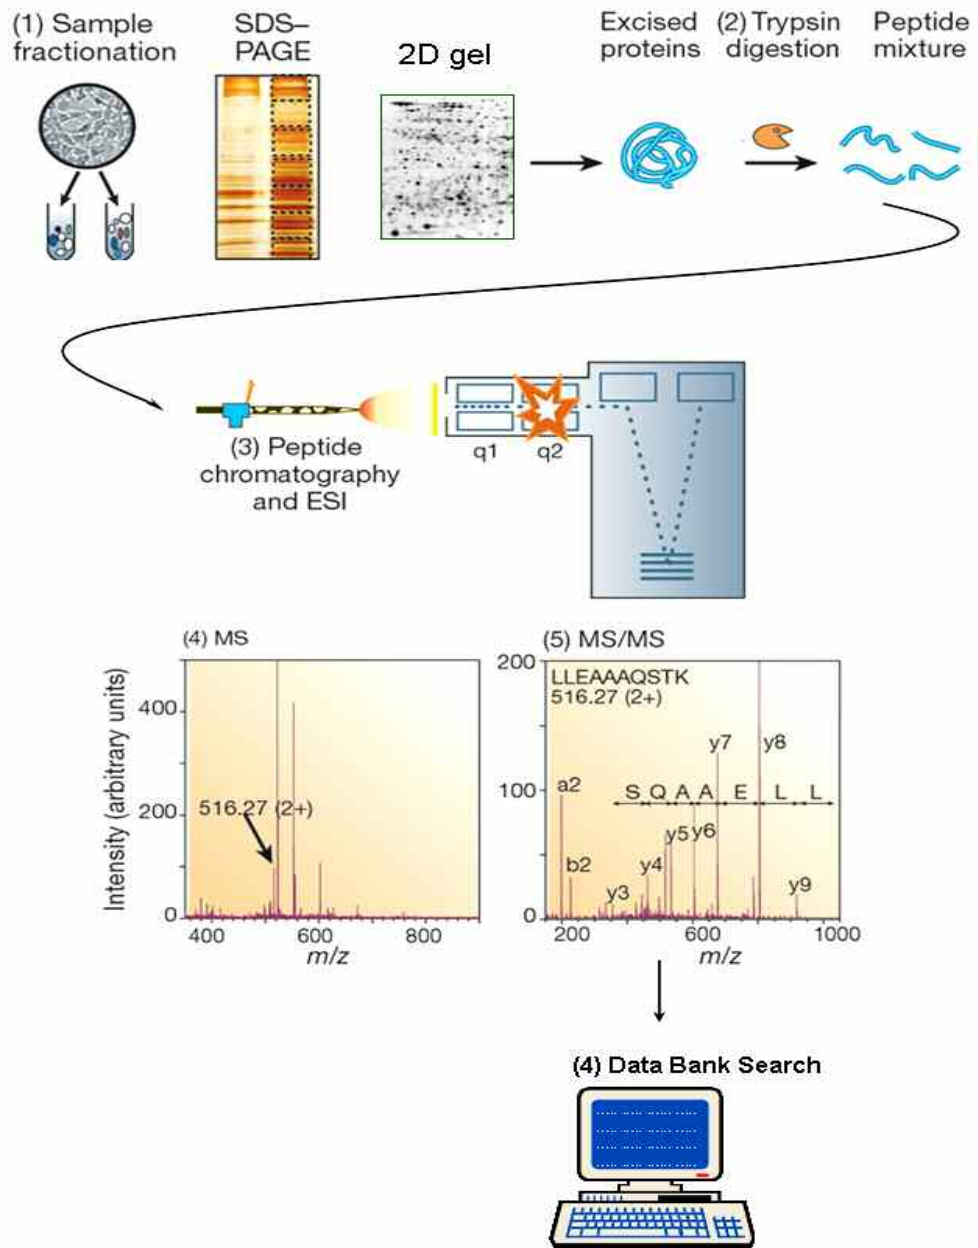 (1) Sample
fractionation
SDS–
PAGE
2D gel
Excised
proteins
(2) Trypsin
digestion
Peptide
mixture
(3) Peptide
chromatography
and ESI
q1
q2
(4) MS
Intensity (arbitrary units)
400
200
0
516.27 (2+)
400
600
800
m/z
(5) MS/MS
200
100
0
LLEAAAQSTK
516.27 (2+)
y7
y8
a2
S Q A A E L L
b2
y3
y4
y5
y6
y9
200
600
1000
m/z
(4) Data Bank Search